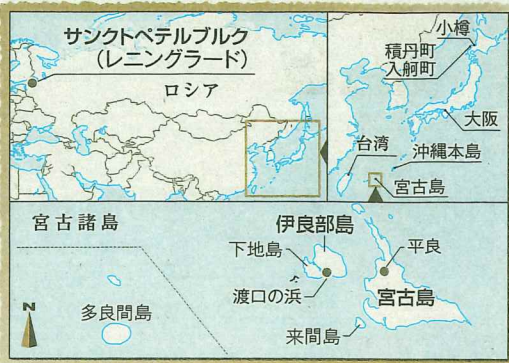 サンクトペテルブルク
（レニングラード）
ロシア
小樽
積丹町
入舸町
大阪
台湾
沖縄本島
宮古島
宮古諸島
伊良部島
下地島
平良
渡口の浜
宮古島
来間島
多良間島
N